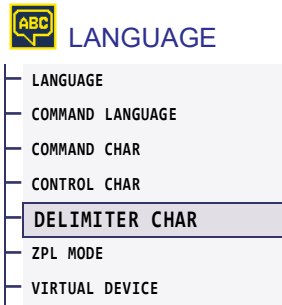 ABC
LANGUAGE
LANGUAGE
COMMAND LANGUAGE
COMMAND CHAR
CONTROL CHAR
DELIMITER CHAR
ZPL MODE
VIRTUAL DEVICE